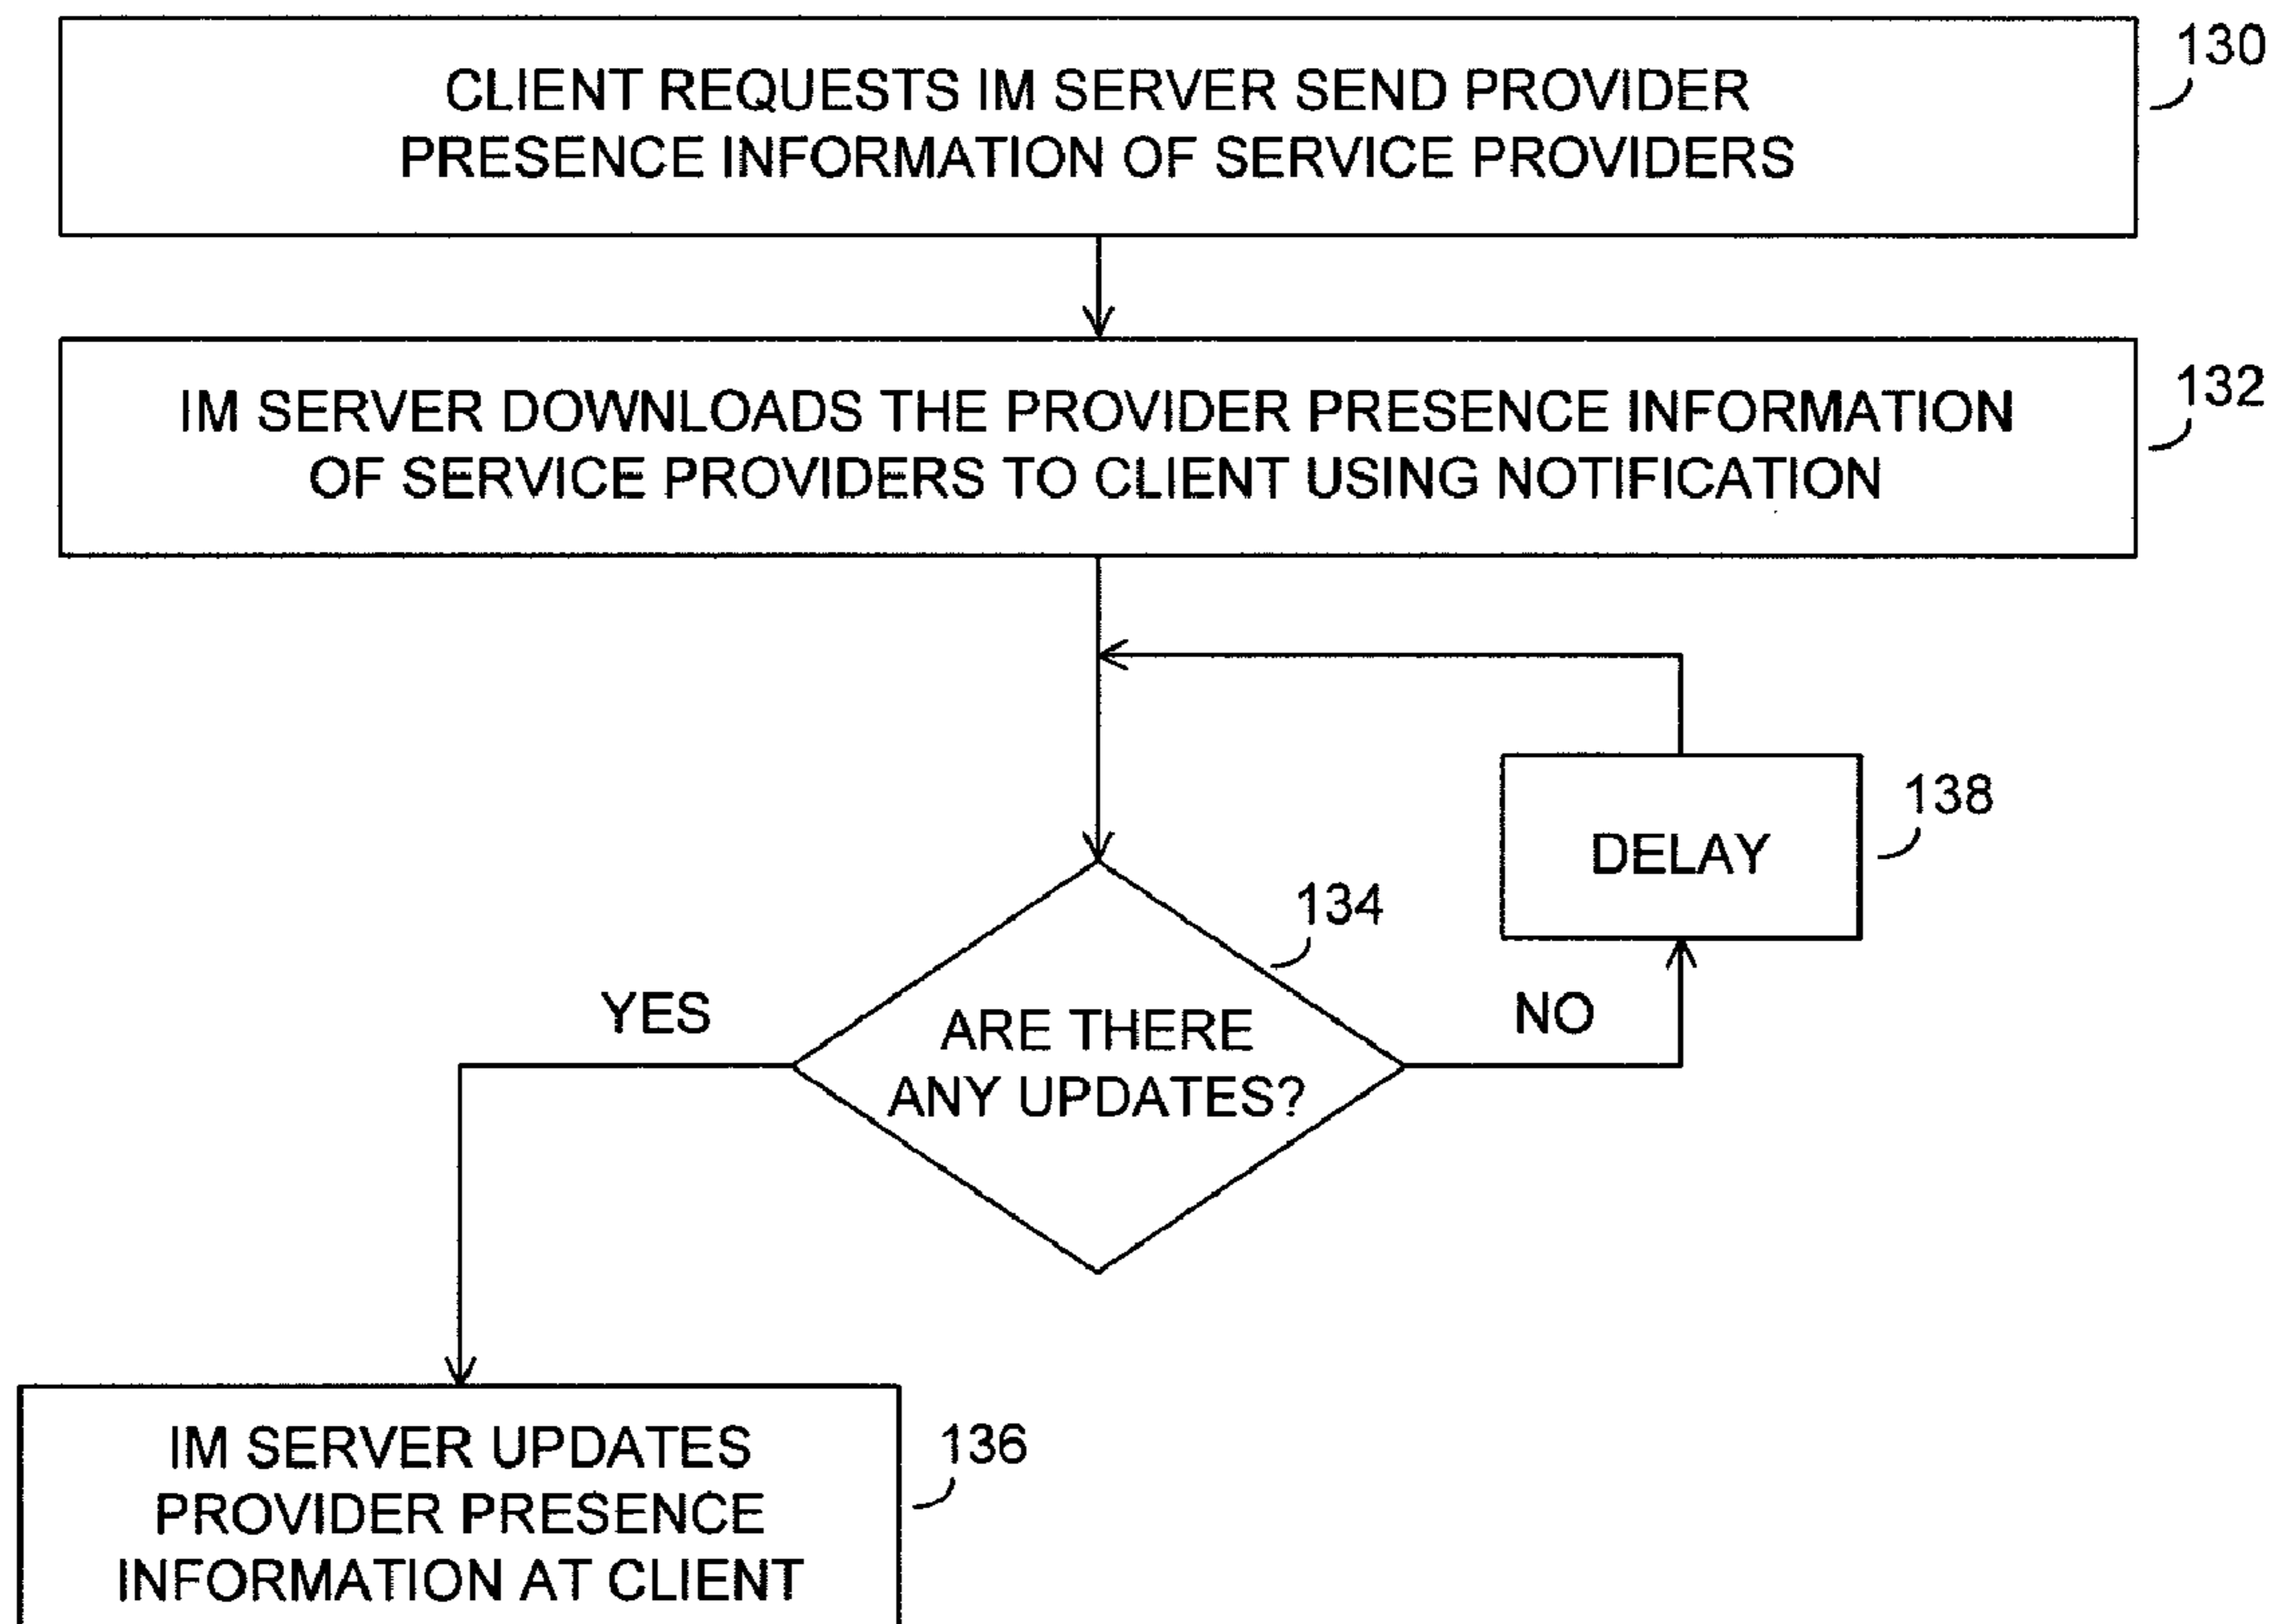 CLIENT REQUESTS IM SERVER SEND PROVIDER
PRESENCE INFORMATION OF SERVICE PROVIDERS
130
IM SERVER DOWNLOADS THE PROVIDER PRESENCE INFORMATION
OF SERVICE PROVIDERS TO CLIENT USING NOTIFICATION
132
DELAY
138
134
ARE THERE
ANY UPDATES?
YES
NO
IM SERVER UPDATES
PROVIDER PRESENCE
INFORMATION AT CLIENT
136